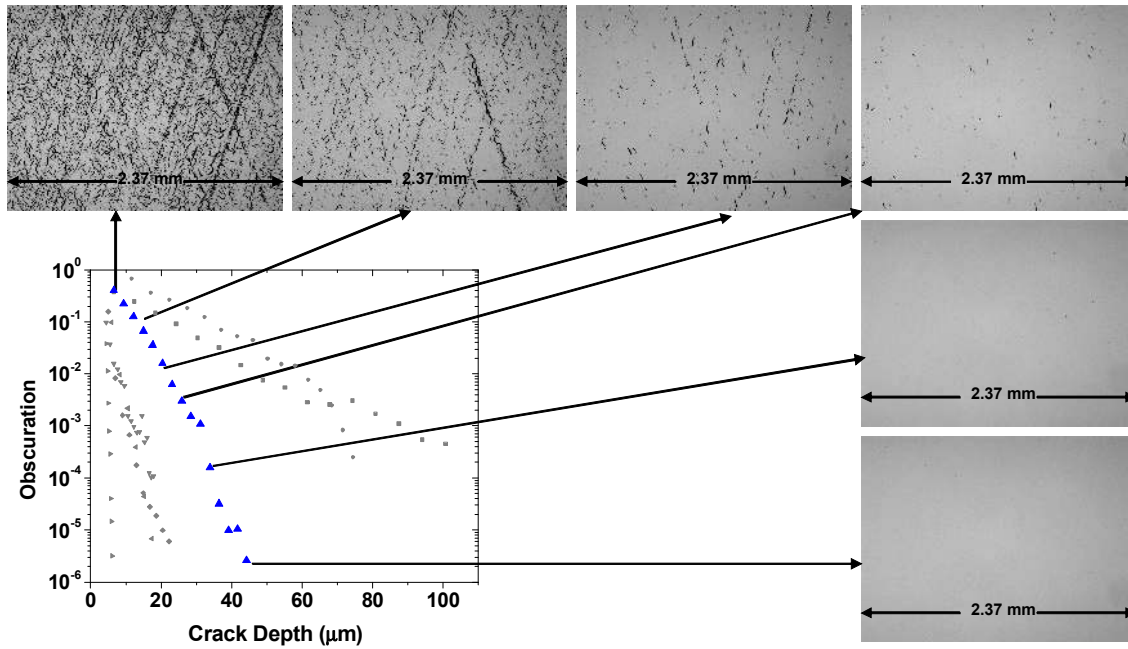 2.37 mm
2.37 mm
2.37 mm
2.37 mm
2.37 mm
2.37 mm
10⁰
10⁻¹
10⁻²
10⁻³
10⁻⁴
10⁻⁵
10⁻⁶
Obscuration
0 20 40 60 80 100
Crack Depth (μm)